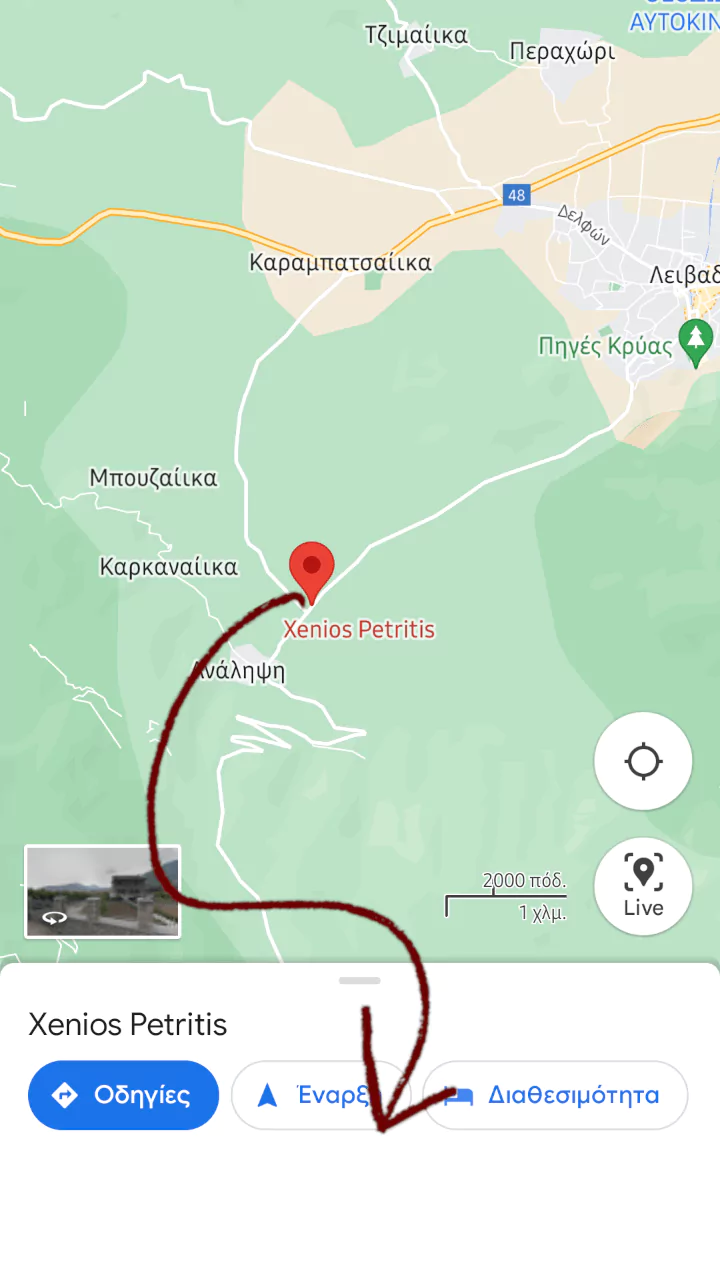 ΑΥΤΟΚΙΝ
Τζιμαίικα
Περαχώρι
48
Δελφών
Καραμπατσαίικα
Λειβαδ
Πηγές Κρύας
Μπουζαίικα
Καρκαναίικα
Xenios Petritis
Ανάληψη
2000 πόδ.
1 χλμ.
Live
Xenios Petritis
Οδηγίες
Έναρξ
Διαθεσιμότητα